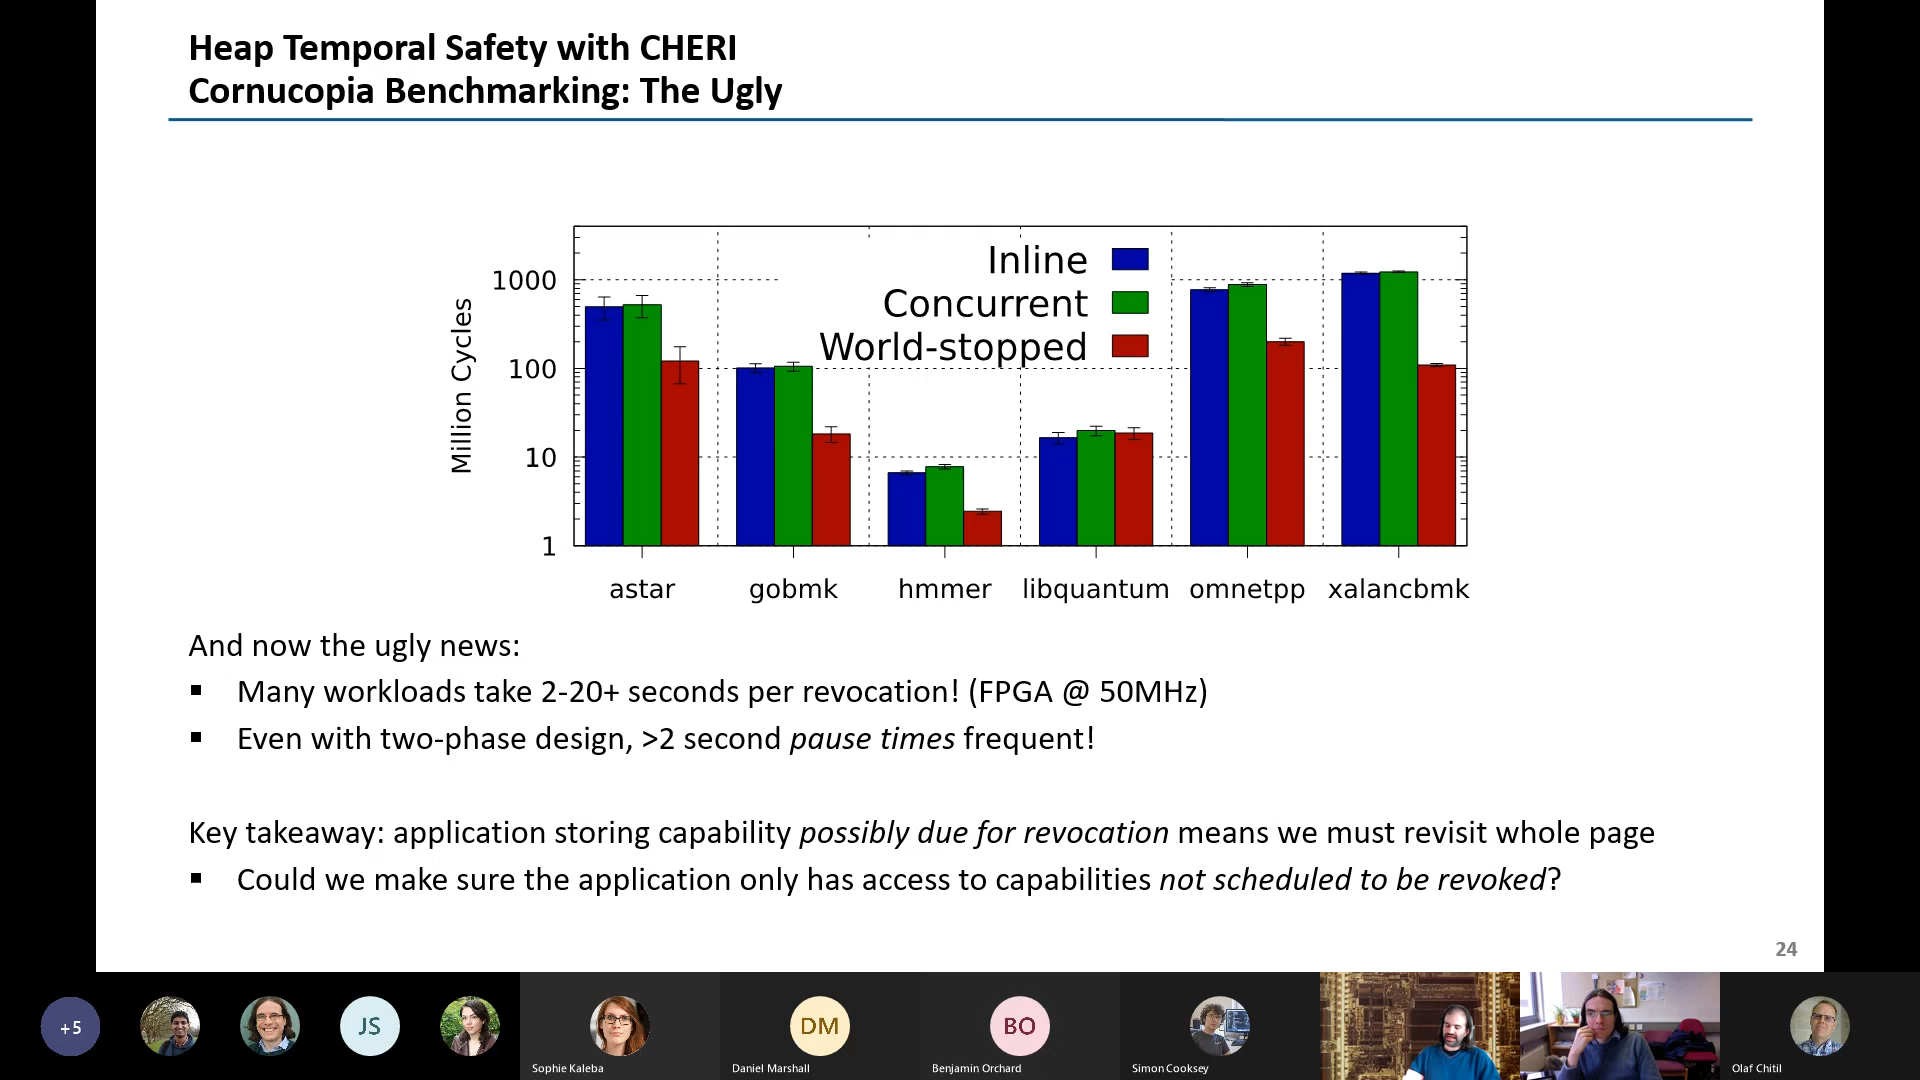 Heap Temporal Safety with CHERI
Cornucopia Benchmarking: The Ugly
Inline
Concurrent
World-stopped
Million Cycles
1000
100
10
1
astar gobmk hmmer libquantum omnetpp xalancbmk
And now the ugly news:
▪ Many workloads take 2-20+ seconds per revocation! (FPGA @ 50MHz)
▪ Even with two-phase design, >2 second pause times frequent!
Key takeaway: application storing capability possibly due for revocation means we must revisit whole page
▪ Could we make sure the application only has access to capabilities not scheduled to be revoked?
24
+5
JS
DM
BO
Sophie Kaleba
Daniel Marshall
Benjamin Orchard
Simon Cooksey
Olaf Chitil